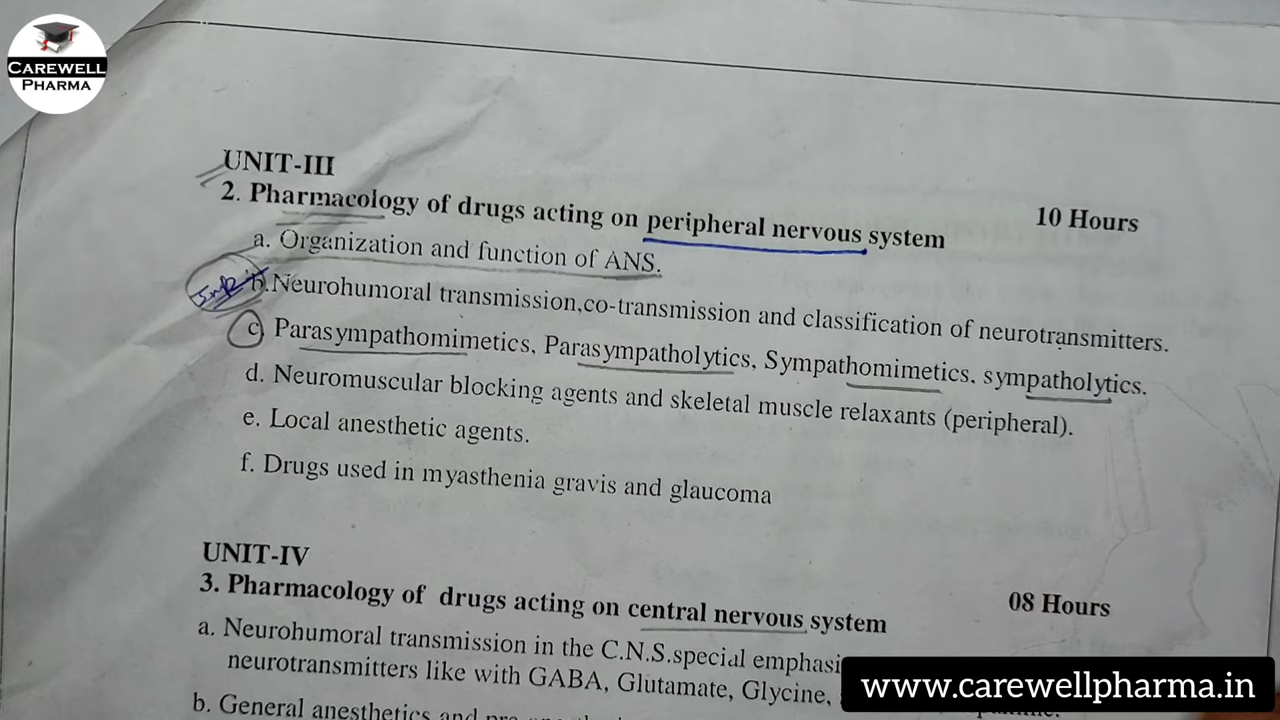 CAREWELL
PHARMA
UNIT-III
2. Pharmacology of drugs acting on peripheral nervous system
10 Hours
a. Organization and function of ANS.
b.Neurohumoral transmission,co-transmission and classification of neurotransmitters.
c. Parasympathomimetics, Parasympatholytics, Sympathomimetics. sympatholytics.
d. Neuromuscular blocking agents and skeletal muscle relaxants (peripheral).
e. Local anesthetic agents.
f. Drugs used in myasthenia gravis and glaucoma
UNIT-IV
3. Pharmacology of drugs acting on central nervous system
08 Hours
a. Neurohumoral transmission in the C.N.S.special
neurotransmitters like with GABA, Glutamate, Glycine,
b. General anesthetics and
www.carewellpharma.in